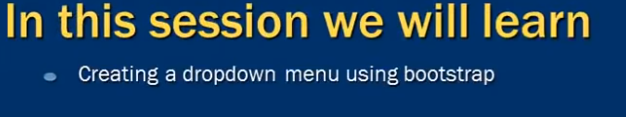 In this session we will learn
Creating a dropdown menu using bootstrap